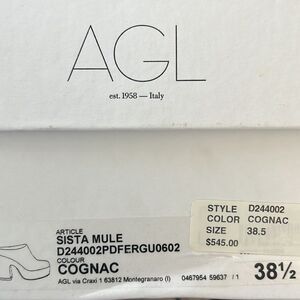 AGL
est. 1958 — Italy
STYLE D244002
COLOR COGNAC
SIZE 38.5
$545.00
ARTICLE
SISTA MULE
D244002PDFERGU0602
COLOUR
COGNAC
AGL via Craxi 1 63812 Montegranaro (I) 0467954 59637 / 1 38½